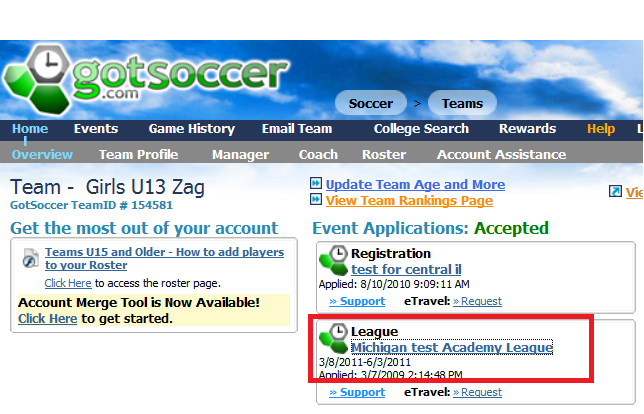 gotsoccer
.com
Soccer > Teams
Home Events Game History Email Team College Search Rewards Help L
Overview Team Profile Manager Coach Roster Account Assistance
Team - Girls U13 Zag
GotSoccer TeamID # 154581
Update Team Age and More
View Team Rankings Page
Vie
Get the most out of your account
Teams U15 and Older - How to add players
to your Roster
Click Here to access the roster page.
Account Merge Tool is Now Available!
Click Here to get started.
Event Applications: Accepted
Registration
test for central il
Applied: 8/10/2010 9:09:11 AM
» Support eTravel: » Request
League
Michigan test Academy League
3/8/2011-6/3/2011
Applied: 3/7/2009 2:14:48 PM
» Support eTravel: » Request